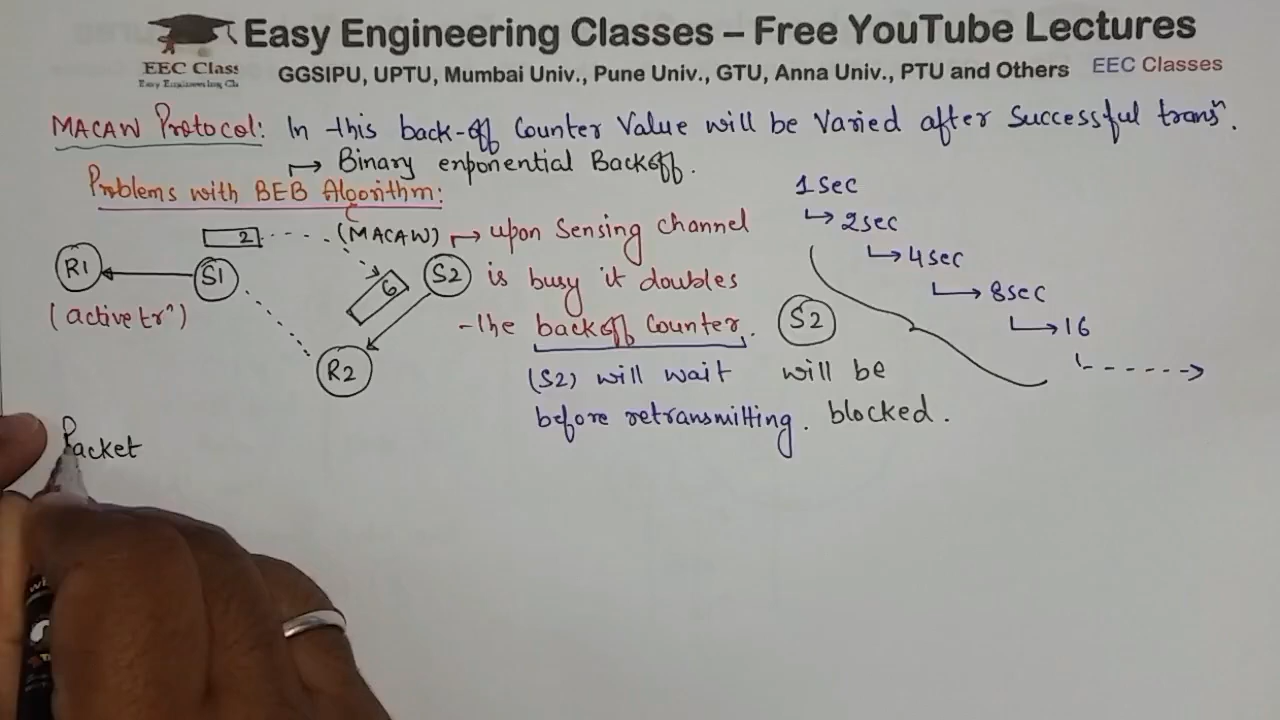 Easy Engineering Classes – Free YouTube Lectures
EEC Class
GGSIPU, UPTU, Mumbai Univ., Pune Univ., GTU, Anna Univ., PTU and Others
EEC Classes
MACAW Protocol: In this back-off Counter Value will be Varied after Successful transⁿ.
↦ Binary enponential Backoff.
Problems with BEB Algorithm:
2
(MACAW) ↦ upon Sensing channel
is busy it doubles
the backoff Counter.
R1
S1
6
S2
(active trⁿ)
R2
(S2) will wait
before retransmitting.
S2
will be
blocked.
1 Sec
↳ 2sec
↳ 4sec
↳ 8sec
↳ 16
Packet